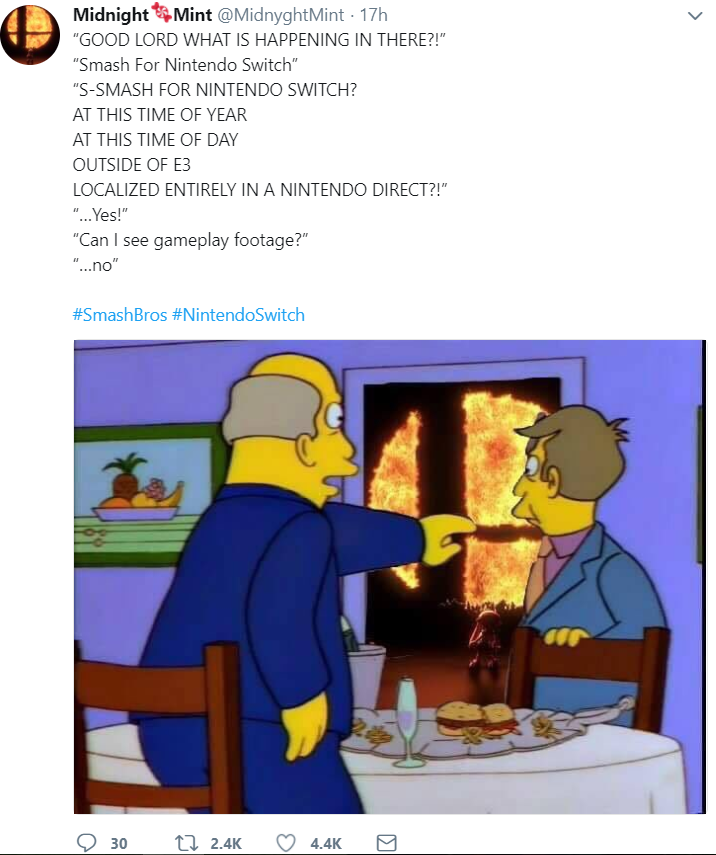 Midnight🍬Mint @MidnyghtMint · 17h
“GOOD LORD WHAT IS HAPPENING IN THERE?!”
“Smash For Nintendo Switch”
“S-SMASH FOR NINTENDO SWITCH?
AT THIS TIME OF YEAR
AT THIS TIME OF DAY
OUTSIDE OF E3
LOCALIZED ENTIRELY IN A NINTENDO DIRECT?!”
“...Yes!”
“Can I see gameplay footage?”
“...no”
#SmashBros #NintendoSwitch
30 2.4K 4.4K